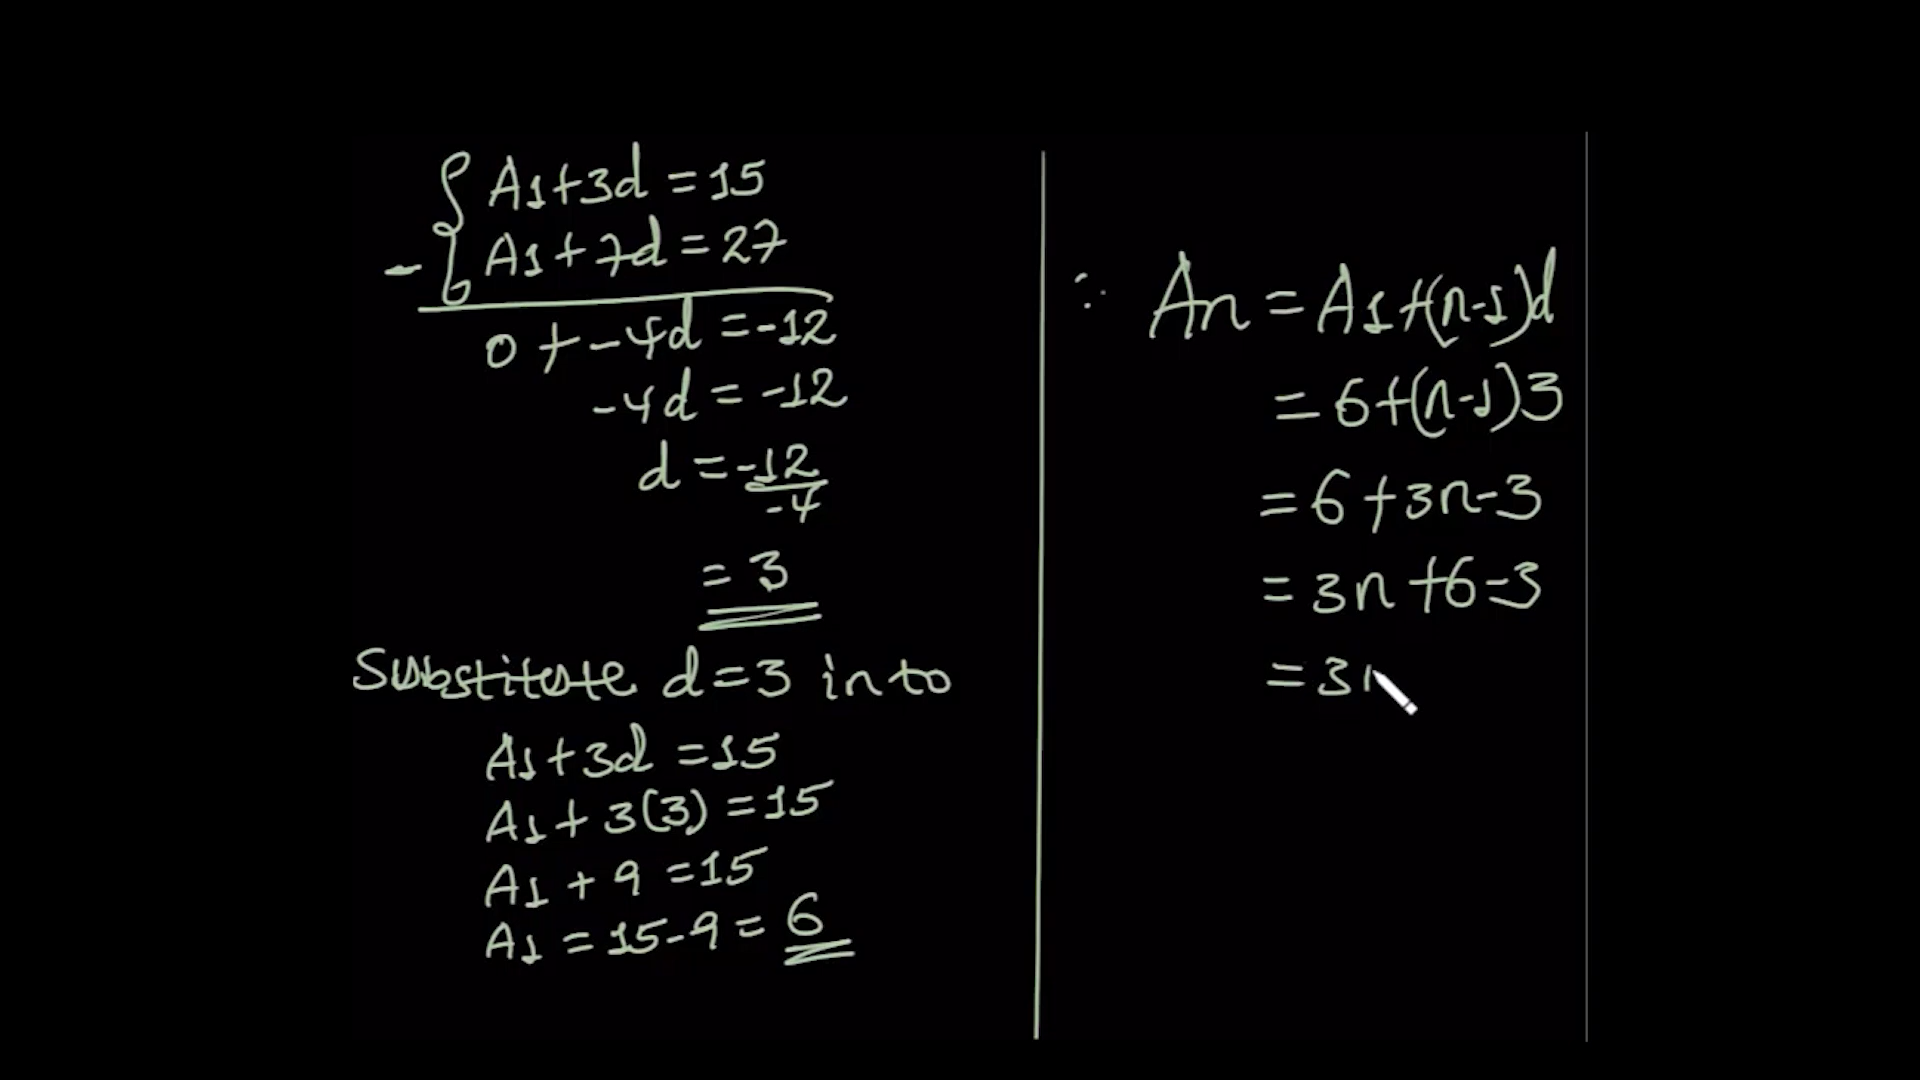 A1+3d=15
- A1+7d=27
0+-4d=-12
-4d=-12
d=-12/-4
=3
Substitute d=3 into
A1+3d=15
A1+3(3)=15
A1+9=15
A1=15-9=6
∵ An=A1+(n-1)d
=6+(n-1)3
=6+3n-3
=3n+6-3
=3